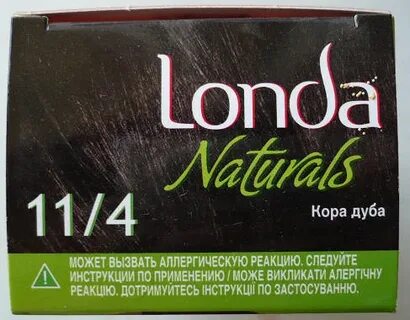 Londa
Naturals
11/4
Кора дуба
МОЖЕТ ВЫЗВАТЬ АЛЛЕРГИЧЕСКУЮ РЕАКЦИЮ. СЛЕДУЙТЕ
ИНСТРУКЦИИ ПО ПРИМЕНЕНИЮ / МОЖЕ ВИКЛИКАТИ АЛЕРГІЧНУ
РЕАКЦІЮ. ДОТРИМУЙТЕСЬ ІНСТРУКЦІЇ ПО ЗАСТОСУВАННЮ.